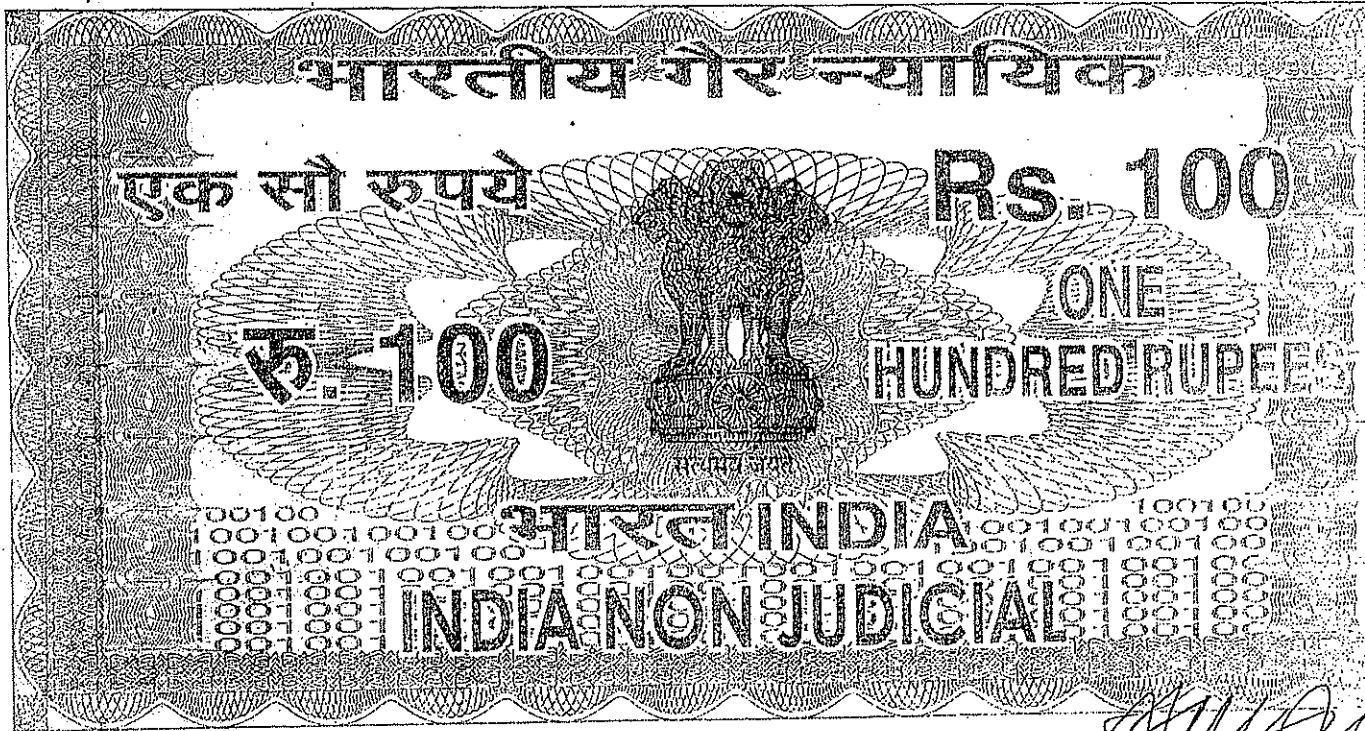 भारतीय गैर न्यायिक
एक सौ रुपये
Rs. 100
रु. 100
ONE
HUNDRED RUPEES
सत्यमेव जयते
भारत INDIA
INDIA NON JUDICIAL